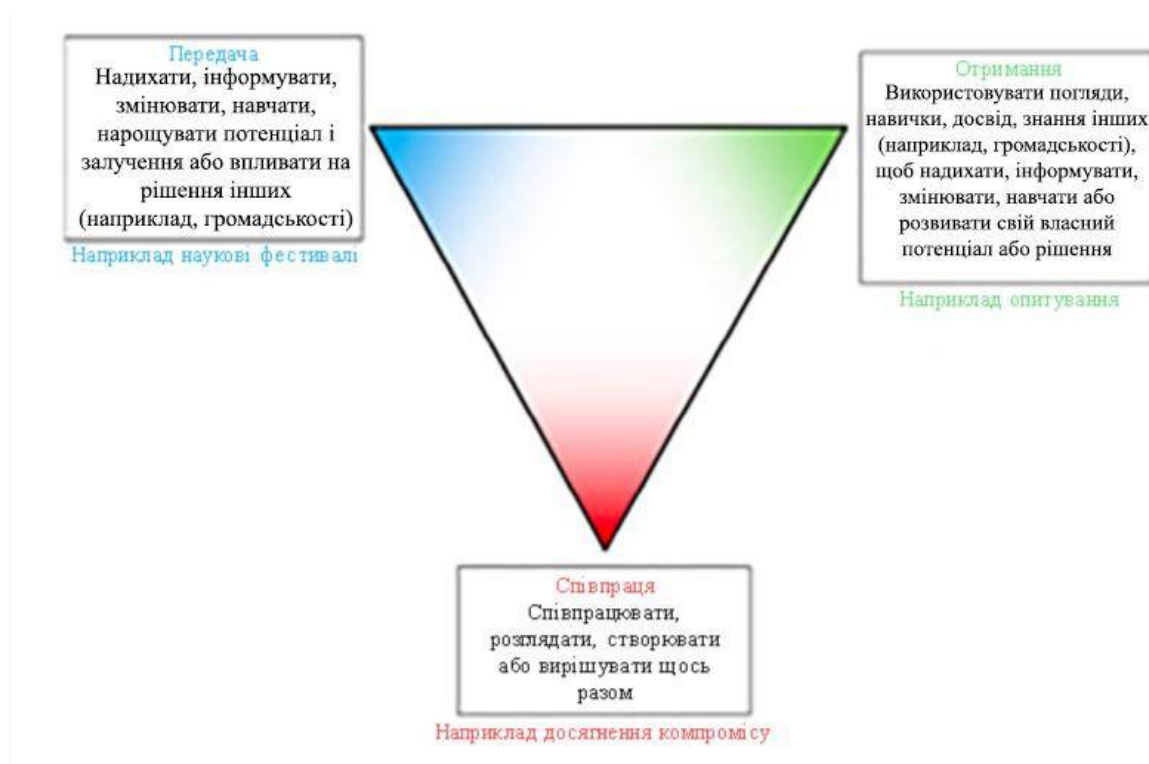 Передача
Надихати, інформувати,
змінювати, навчати,
нарощувати потенціал і
залучення або впливати на
рішення інших
(наприклад, громадськості)
Наприклад наукові фестивалі
Отримання
Використовувати погляди,
навички, досвід, знання інших
(наприклад, громадськості),
щоб надихати, інформувати,
змінювати, навчати або
розвивати свій власний
потенціал або рішення
Наприклад опитування
Співпраця
Співпрацювати,
розглядати, створювати
або вирішувати щось
разом
Наприклад досягнення компромісу